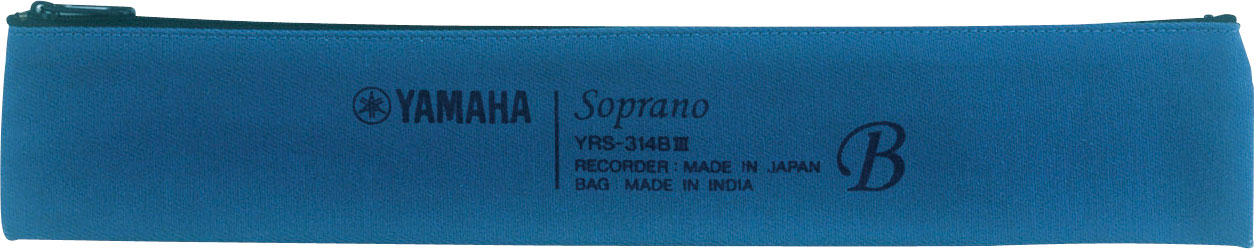 YAMAHA
Soprano
YRS-314BⅢ
RECORDER : MADE IN JAPAN
BAG MADE IN INDIA
B